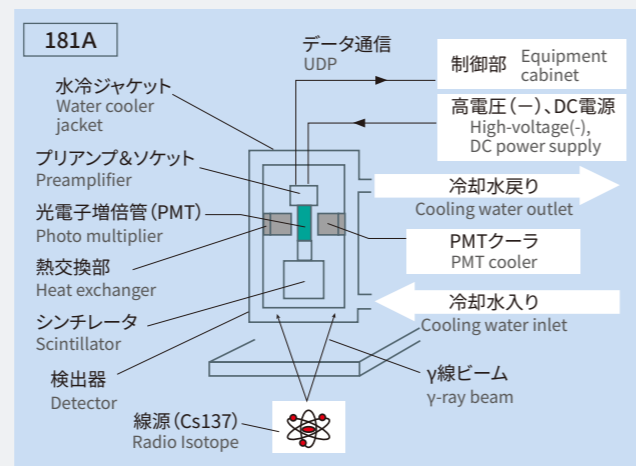 181A
データ通信
UDP
制御部 Equipment
cabinet
水冷ジャケット
Water cooler
jacket
高電圧(−)、DC電源
High-voltage(-),
DC power supply
プリアンプ&ソケット
Preamplifier
冷却水戻り
Cooling water outlet
光電子増倍管(PMT)
Photo multiplier
PMTクーラ
PMT cooler
熱交換部
Heat exchanger
冷却水入り
Cooling water inlet
シンチレータ
Scintillator
検出器
Detector
γ線ビーム
γ-ray beam
線源(Cs137)
Radio Isotope